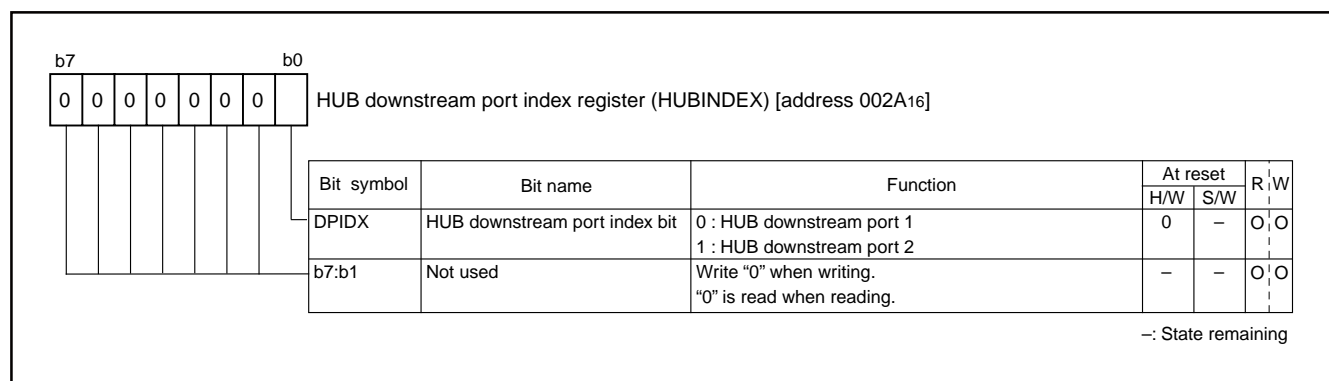 b7 b0
0 0 0 0 0 0 0
HUB downstream port index register (HUBINDEX) [address 002A16]
Bit symbol Bit name Function At reset R W
H/W S/W
DPIDX HUB downstream port index bit 0 : HUB downstream port 1 0 – O O
1 : HUB downstream port 2
b7:b1 Not used Write “0” when writing. – – O O
“0” is read when reading.
–: State remaining